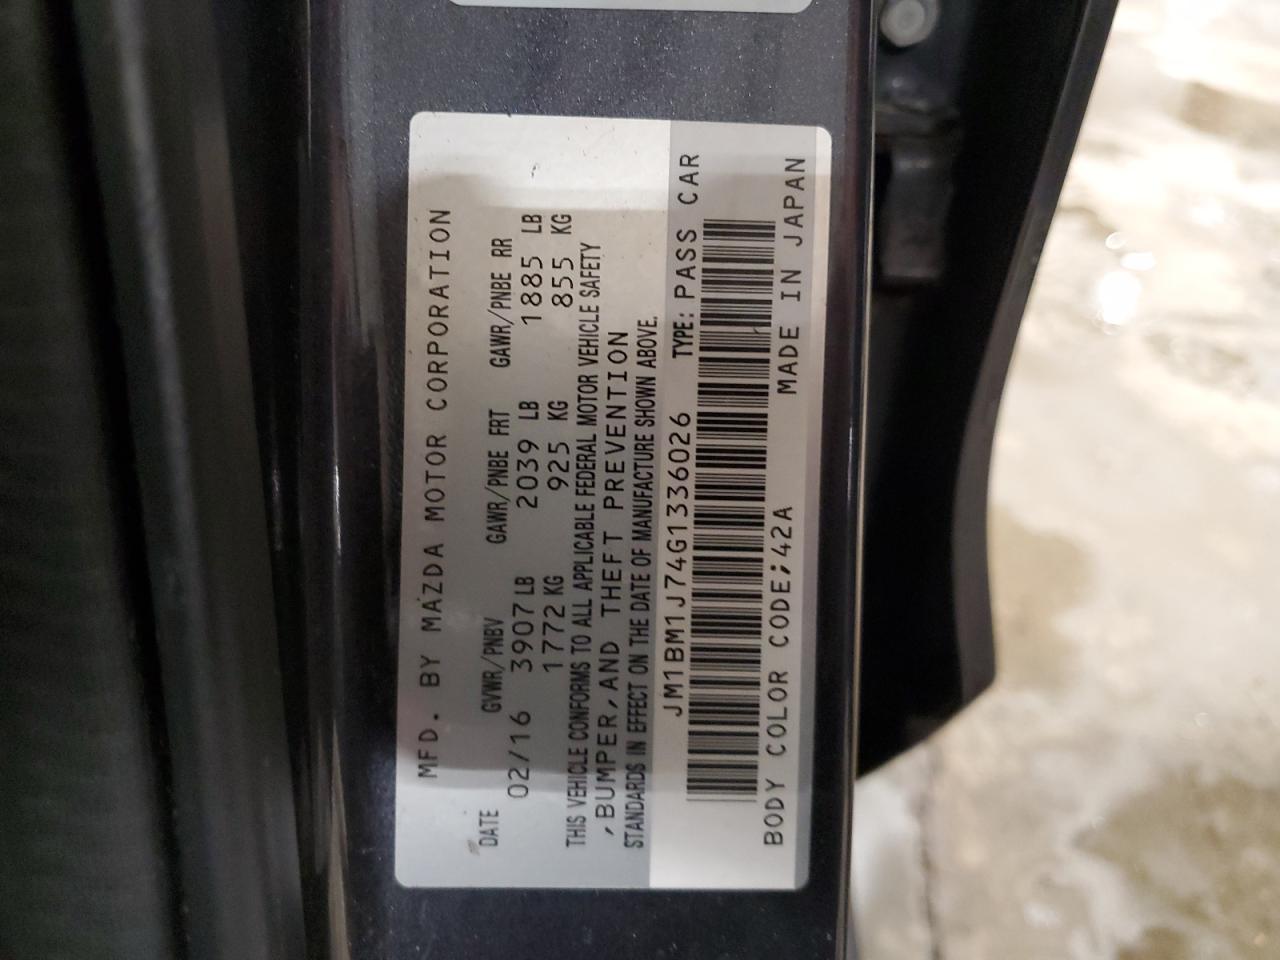 MFD. BY MAZDA MOTOR CORPORATION
DATE GVWR/PNBV GAWR/PNBE FRT GAWR/PNBE RR
02/16 3907 LB 2039 LB 1885 LB
1772 KG 925 KG 855 KG
THIS VEHICLE CONFORMS TO ALL APPLICABLE FEDERAL MOTOR VEHICLE SAFETY
,BUMPER,AND THEFT PREVENTION
STANDARDS IN EFFECT ON THE DATE OF MANUFACTURE SHOWN ABOVE.
JM1BM1J74G1336026 TYPE: PASS CAR
BODY COLOR CODE;42A MADE IN JAPAN